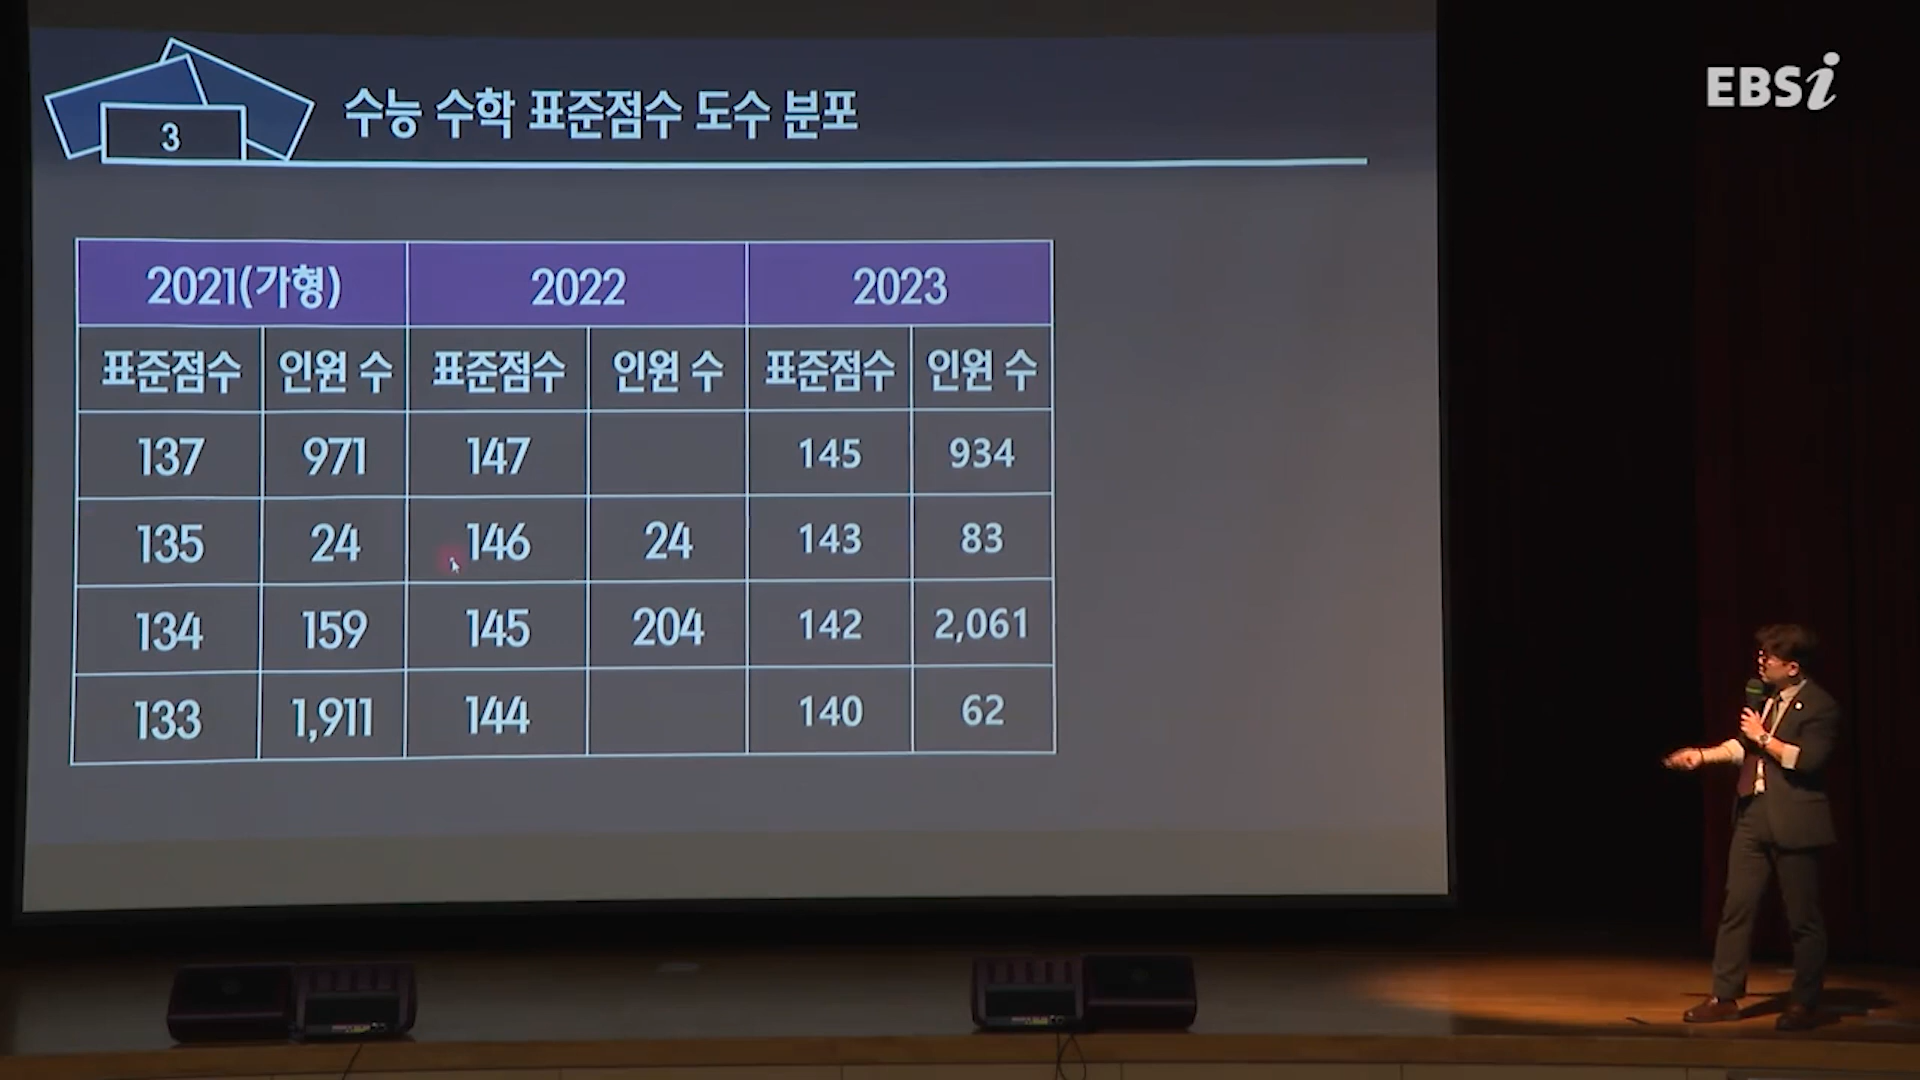 3
수능 수학 표준점수 도수 분포
EBSi
2021(가형) 2022 2023
표준점수 인원 수 표준점수 인원 수 표준점수 인원 수
137 971 147 145 934
135 24 146 24 143 83
134 159 145 204 142 2,061
133 1,911 144 140 62